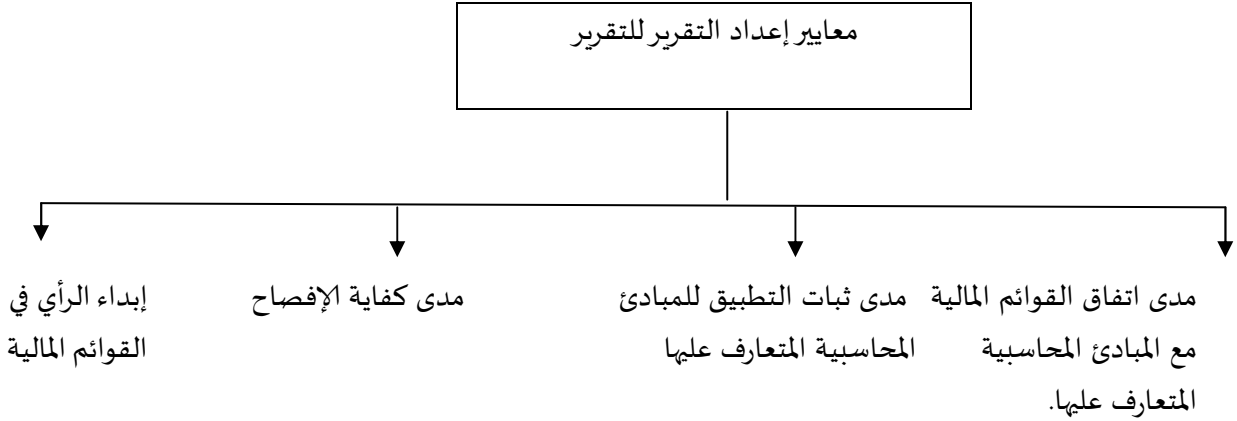 معايير إعداد التقرير للتقرير
مدى اتفاق القوائم المالية
مع المبادئ المحاسبية
المتعارف عليها.
مدى ثبات التطبيق للمبادئ
المحاسبية المتعارف عليها
مدى كفاية الإفصاح
إبداء الرأي في
القوائم المالية